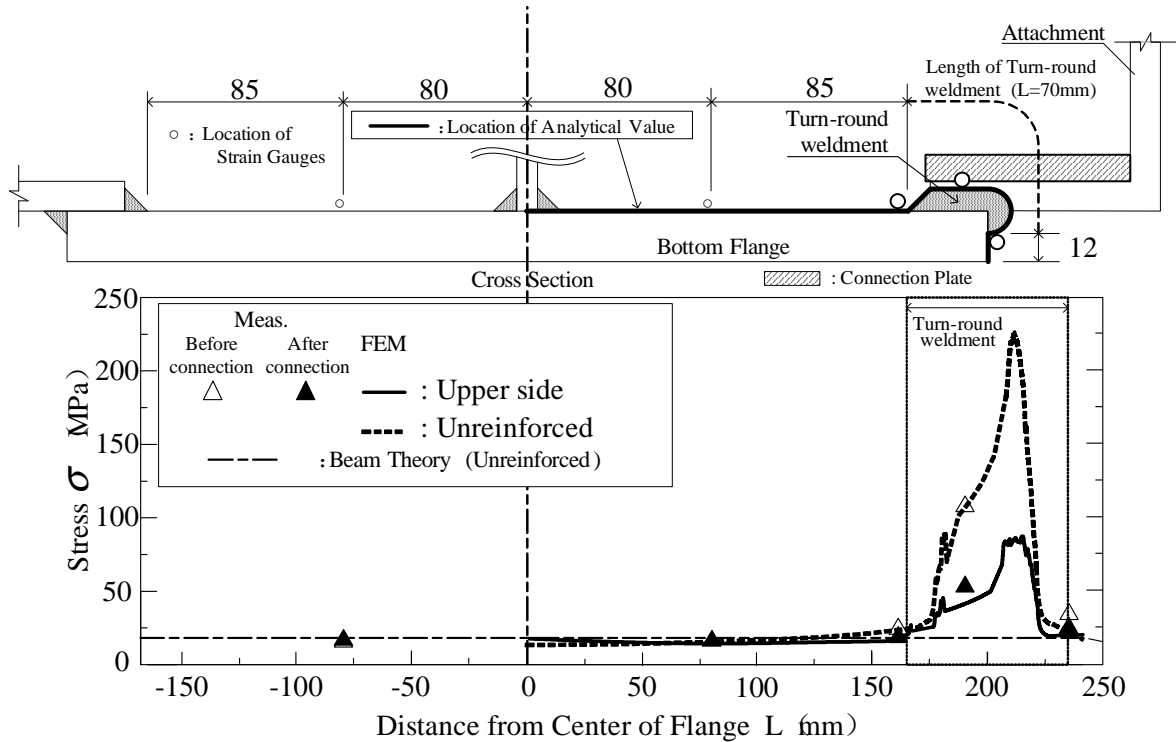 Attachment
85
80
80
85
Length of Turn-round
weldment (L=70mm)
○ : Location of
Strain Gauges
: Location of Analytical Value
Turn-round
weldment
Bottom Flange
12
Cross Section
: Connection Plate
Meas.
Before
connection
After
connection
FEM
: Upper side
: Unreinforced
: Beam Theory (Unreinforced)
Turn-round
weldment
250
200
150
100
50
0
Stress σ (MPa)
-150
-100
-50
0
50
100
150
200
250
Distance from Center of Flange L (mm)